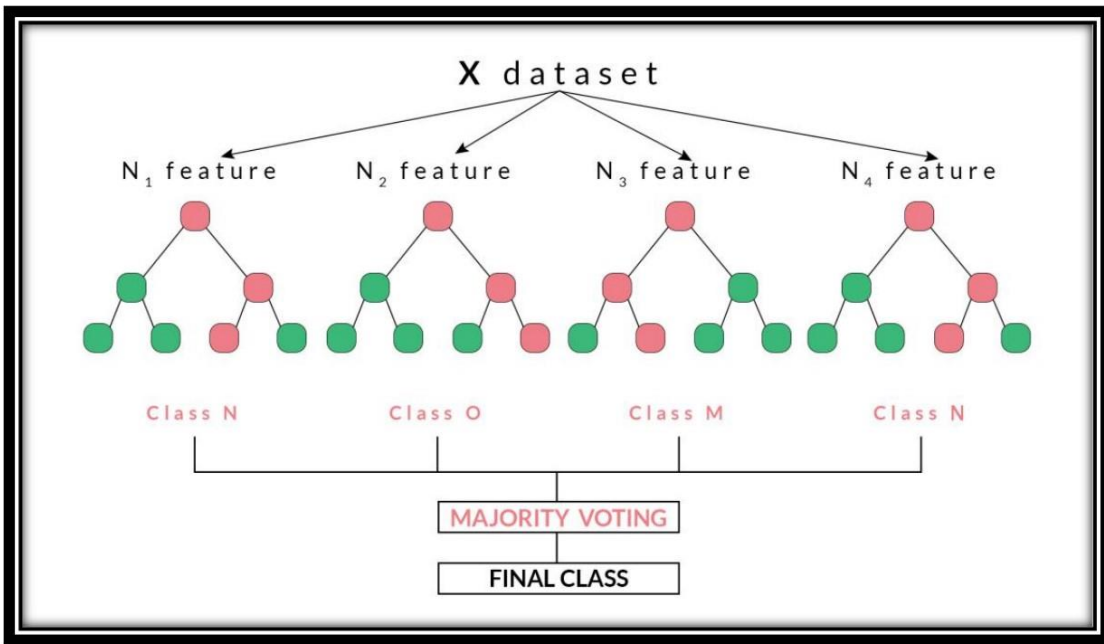 X dataset
N₁ feature N₂ feature N₃ feature N₄ feature
Class N Class O Class M Class N
MAJORITY VOTING
FINAL CLASS